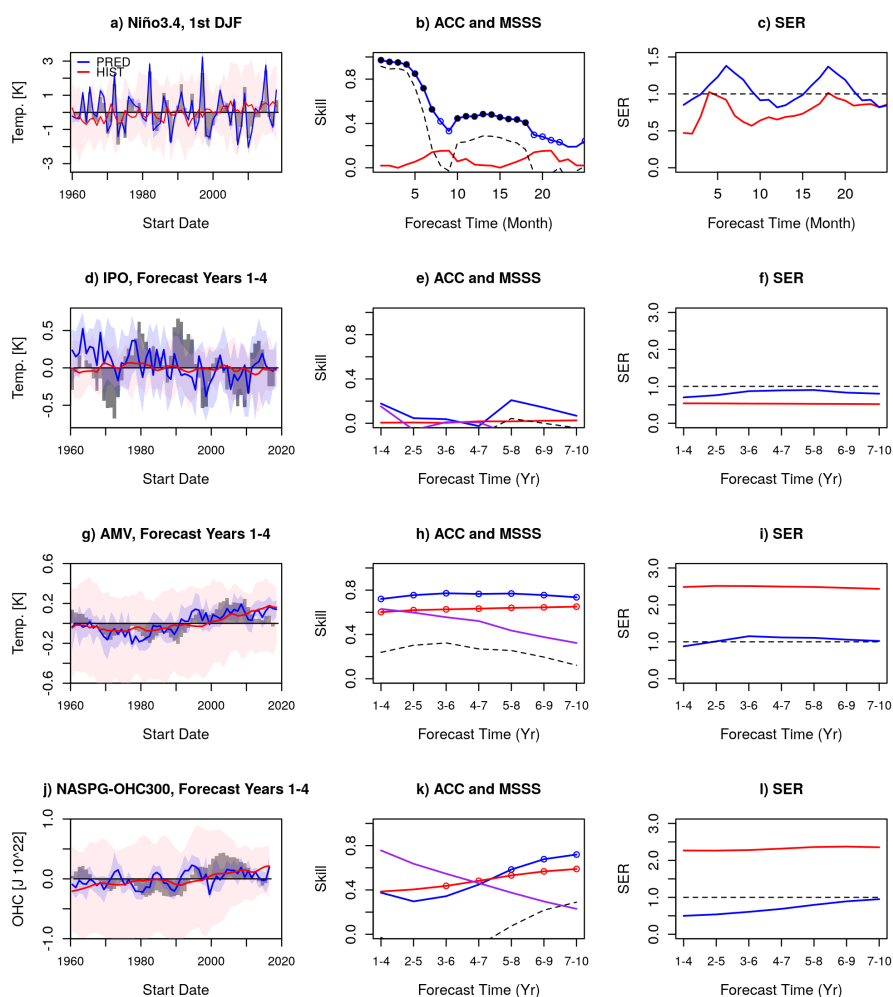 a) Niño3.4, 1st DJF
Temp. [K]
3
1
-1
-3
PRED
HIST
1960
1980
2000
Start Date
b) ACC and MSSS
Skill
0.8
0.4
0.0
5
10
15
20
Forecast Time (Month)
c) SER
SER
1.5
1.0
0.5
0.0
5
10
15
20
Forecast Time (Month)
d) IPO, Forecast Years 1-4
Temp. [K]
0.5
0.0
-0.5
1960
1980
2000
2020
Start Date
e) ACC and MSSS
Skill
0.8
0.4
0.0
1-4
2-5
3-6
4-7
5-8
6-9
7-10
Forecast Time (Yr)
f) SER
SER
3.0
2.0
1.0
0.0
1-4
2-5
3-6
4-7
5-8
6-9
7-10
Forecast Time (Yr)
g) AMV, Forecast Years 1-4
Temp. [K]
0.6
0.2
-0.2
-0.6
1960
1980
2000
2020
Start Date
h) ACC and MSSS
Skill
0.8
0.4
0.0
1-4
2-5
3-6
4-7
5-8
6-9
7-10
Forecast Time (Yr)
i) SER
SER
3.0
2.0
1.0
0.0
1-4
2-5
3-6
4-7
5-8
6-9
7-10
Forecast Time (Yr)
j) NASPG-OHC300, Forecast Years 1-4
OHC [J 10^22]
1.0
0.0
-1.0
1960
1980
2000
2020
Start Date
k) ACC and MSSS
Skill
0.8
0.4
0.0
1-4
2-5
3-6
4-7
5-8
6-9
7-10
Forecast Time (Yr)
l) SER
SER
3.0
2.0
1.0
0.0
1-4
2-5
3-6
4-7
5-8
6-9
7-10
Forecast Time (Yr)